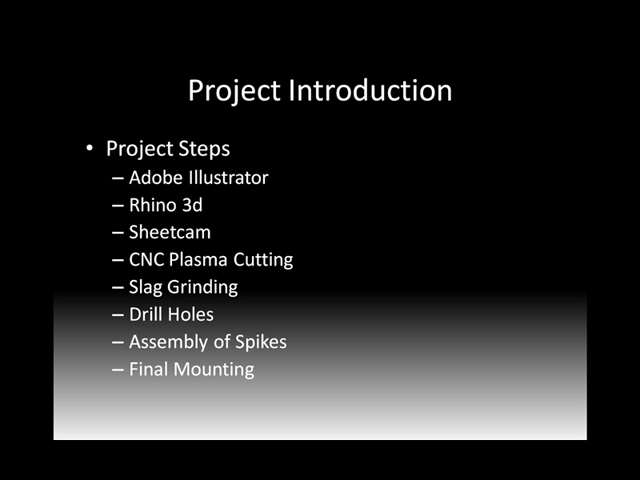 Project Introduction
• Project Steps
– Adobe Illustrator
– Rhino 3d
– Sheetcam
– CNC Plasma Cutting
– Slag Grinding
– Drill Holes
– Assembly of Spikes
– Final Mounting